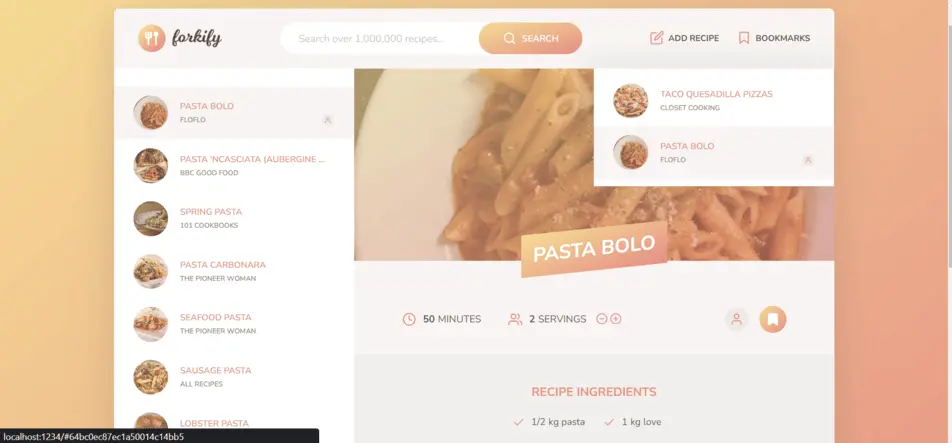 forkify
Search over 1,000,000 recipes...
SEARCH
ADD RECIPE
BOOKMARKS
PASTA BOLO
FLOFLO
PASTA 'NCASCIATA (AUBERGINE ...
BBC GOOD FOOD
SPRING PASTA
101 COOKBOOKS
PASTA CARBONARA
THE PIONEER WOMAN
SEAFOOD PASTA
THE PIONEER WOMAN
SAUSAGE PASTA
ALL RECIPES
LOBSTER PASTA
TACO QUESADILLA PIZZAS
CLOSET COOKING
PASTA BOLO
FLOFLO
PASTA BOLO
50 MINUTES
2 SERVINGS
RECIPE INGREDIENTS
1/2 kg pasta
1 kg love
localhost:1234/#64bc0ec87ec1a50014c14bb5